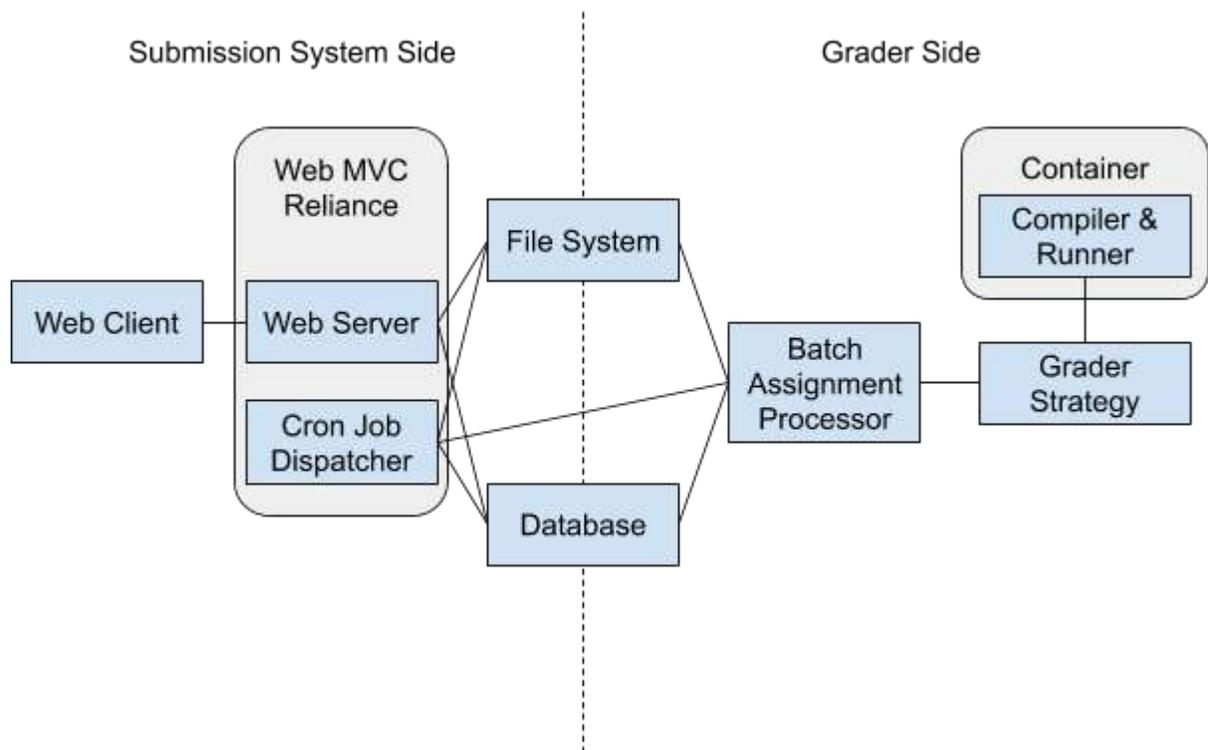 Submission System Side
Grader Side
Web MVC
Reliance
Container
Compiler &
Runner
File System
Web Client
Web Server
Batch
Assignment
Processor
Grader
Strategy
Cron Job
Dispatcher
Database